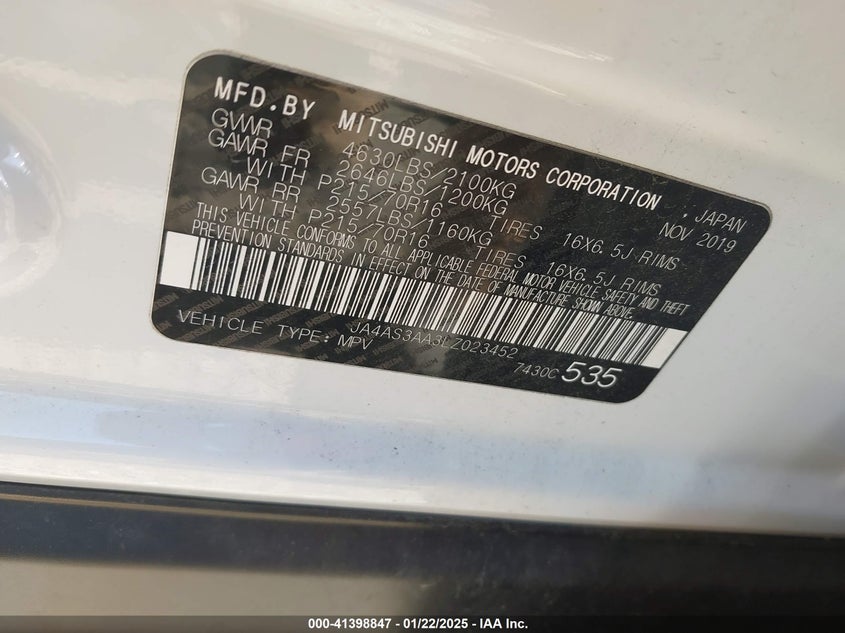 MFD.BY MITSUBISHI MOTORS CORPORATION , JAPAN
GVWR 4630LBS/2100KG NOV 2019
GAWR FR 2646LBS/1200KG
WITH P215/70R16 TIRES 16X6.5J RIMS
GAWR RR 2557LBS/1160KG
WITH P215/70R16 TIRES 16X6.5J RIMS
THIS VEHICLE CONFORMS TO ALL APPLICABLE FEDERAL MOTOR VEHICLE SAFETY AND THEFT
PREVENTION STANDARDS IN EFFECT ON THE DATE OF MANUFACTURE SHOWN ABOVE.
JA4AS3AA3LZ023452
VEHICLE TYPE: MPV 7430C 535
000-41398847 - 01/22/2025 - IAA Inc.